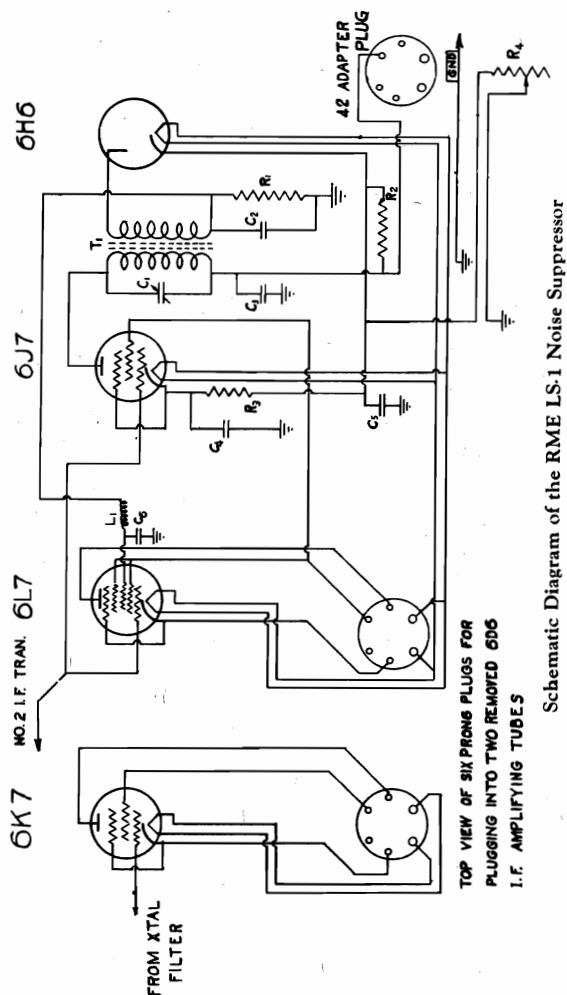 6K7
6L7
6J7
6H6
NO. 2 I.F. TRAN.
FROM XTAL
FILTER
L1
C6
C1
T1
C2
R1
C3
C4
R3
C5
R2
42 ADAPTER
PLUG
GND
R4
TOP VIEW OF SIX PRONG PLUGS FOR
PLUGGING INTO TWO REMOVED 6D6
I.F. AMPLIFYING TUBES
Schematic Diagram of the RME LS-1 Noise Suppressor